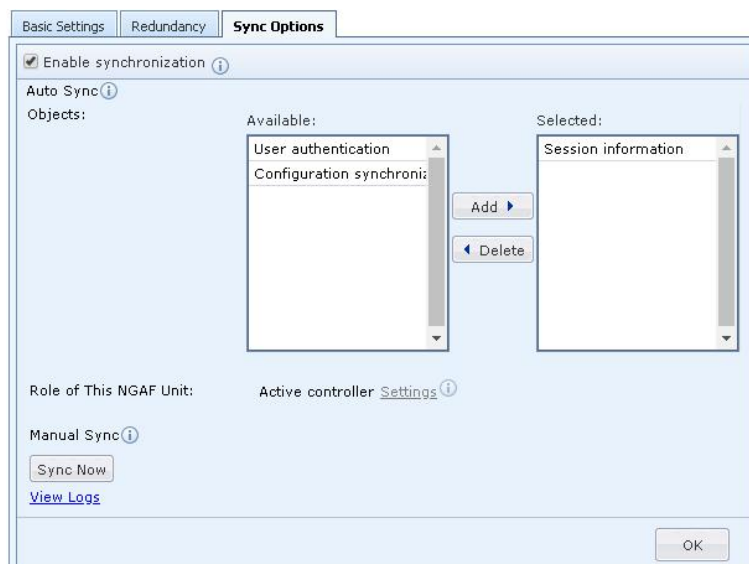 Basic Settings Redundancy Sync Options
Enable synchronization
Auto Sync
Objects:
Available:
Selected:
User authentication
Configuration synchroni
Session information
Add
Delete
Role of This NGAF Unit: Active controller Settings
Manual Sync
Sync Now
View Logs
OK